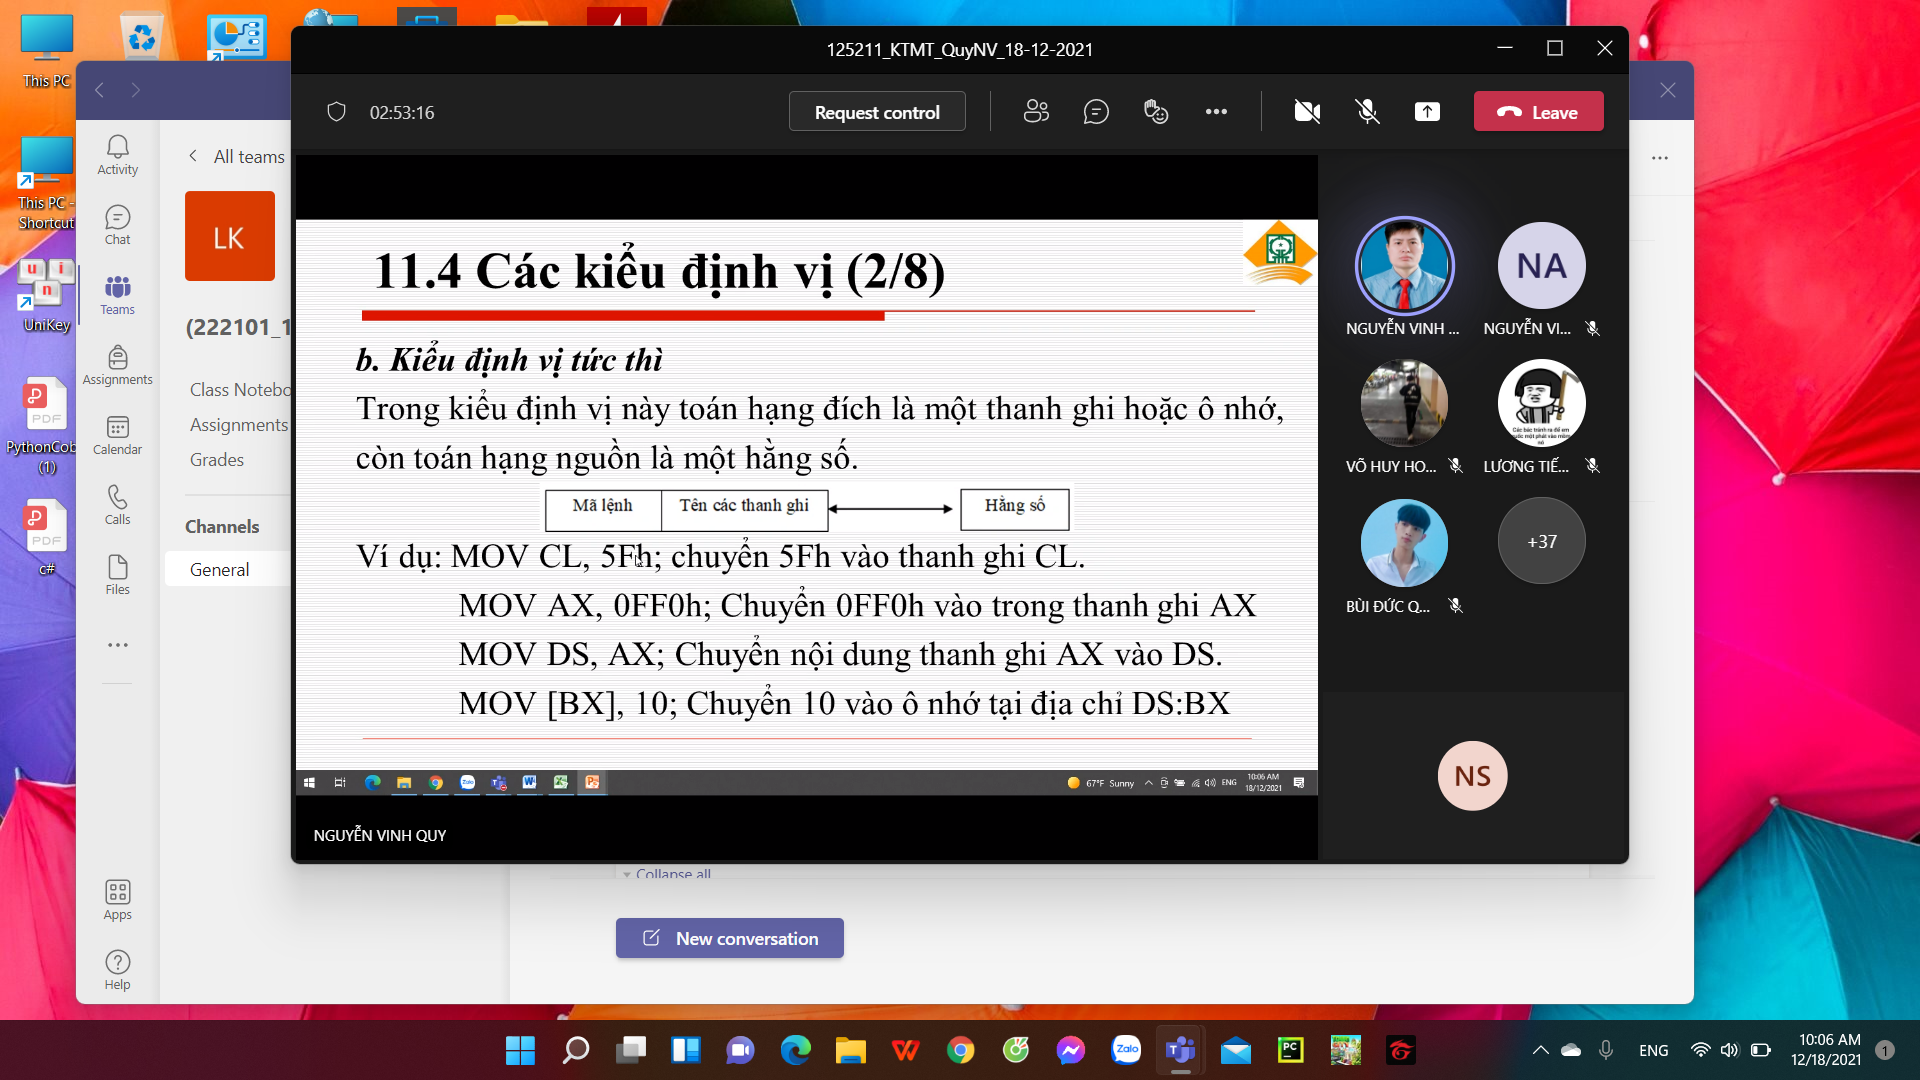 This PC
This PC -
Shortcut
UniKey
PythonCob
(1)
c#
PDF
PDF
u
i
n
Activity
Chat
Teams
Assignments
Calendar
Calls
Files
Apps
Help
All teams
LK
(222101_1
Class Notebo
Assignments
Grades
Channels
General
125211_KTMT_QuyNV_18-12-2021
02:53:16
Request control
Leave
11.4 Các kiểu định vị (2/8)
b. Kiểu định vị tức thì
Trong kiểu định vị này toán hạng đích là một thanh ghi hoặc ô nhớ,
còn toán hạng nguồn là một hằng số.
Mã lệnh Tên các thanh ghi Hằng số
Ví dụ: MOV CL, 5Fh; chuyển 5Fh vào thanh ghi CL.
MOV AX, 0FF0h; Chuyển 0FF0h vào trong thanh ghi AX
MOV DS, AX; Chuyển nội dung thanh ghi AX vào DS.
MOV [BX], 10; Chuyển 10 vào ô nhớ tại địa chỉ DS:BX
67°F Sunny
ENG
10:06 AM
18/12/2021
NGUYỄN VINH QUY
NGUYỄN VINH ...
NA
NGUYỄN VI...
VÕ HUY HO...
LƯƠNG TIẾ...
BÙI ĐỨC Q...
+37
NS
Collapse all
New conversation
Zalo
PC
ENG
10:06 AM
12/18/2021
1